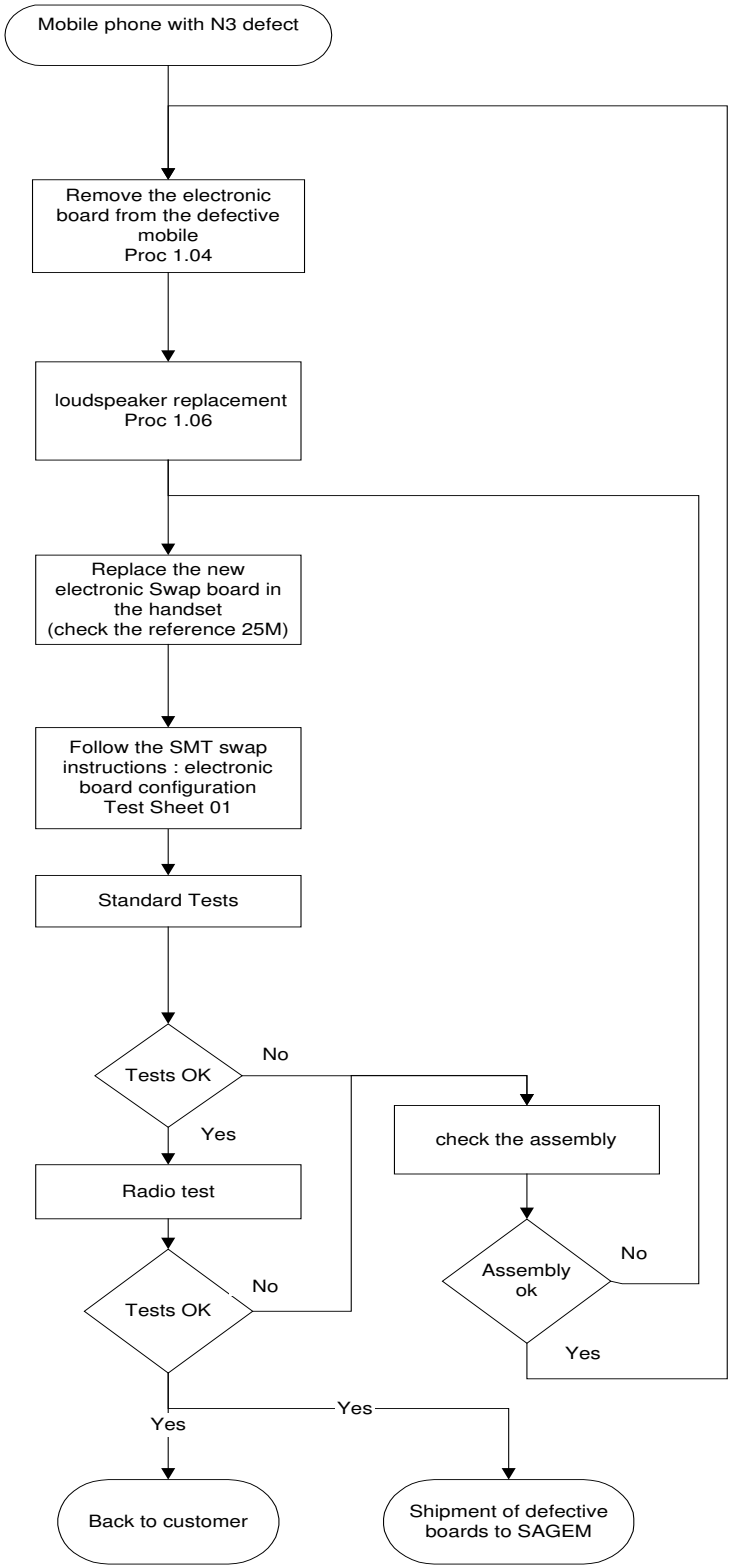 Mobile phone with N3 defect
Remove the electronic
board from the defective
mobile
Proc 1.04
loudspeaker replacement
Proc 1.06
Replace the new
electronic Swap board in
the handset
(check the reference 25M)
Follow the SMT swap
instructions : electronic
board configuration
Test Sheet 01
Standard Tests
Tests OK
No
Yes
check the assembly
Radio test
Assembly
ok
No
Yes
Tests OK
No
Yes
Yes
Back to customer
Shipment of defective
boards to SAGEM